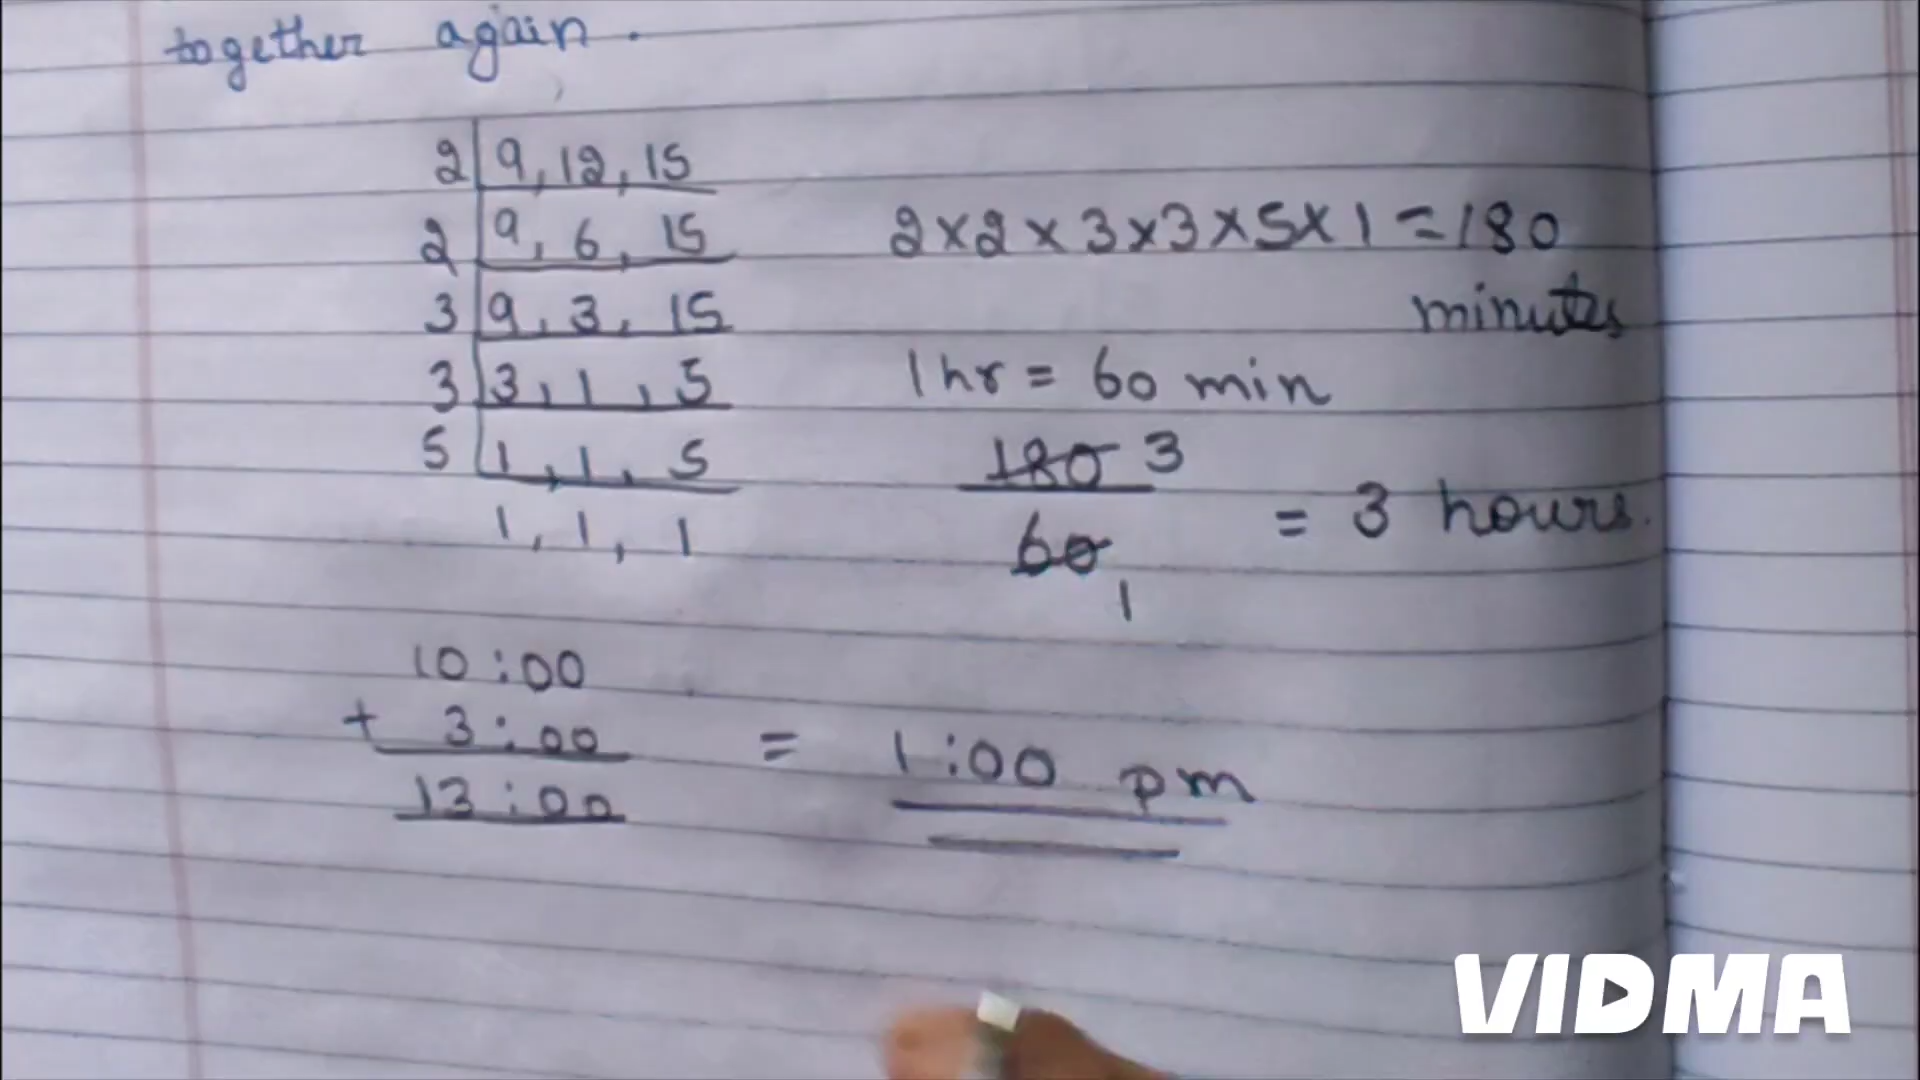 together again.
2 9, 12, 15
2 9, 6, 15
3 9, 3, 15
3 3, 1, 5
5 1, 1, 5
1, 1, 1
2×2×3×3×5×1=180
minutes
1hr = 60 min
180 3
60 1
= 3 hours.
10:00
+ 3:00
13:00
= 1:00 pm
VIDMA